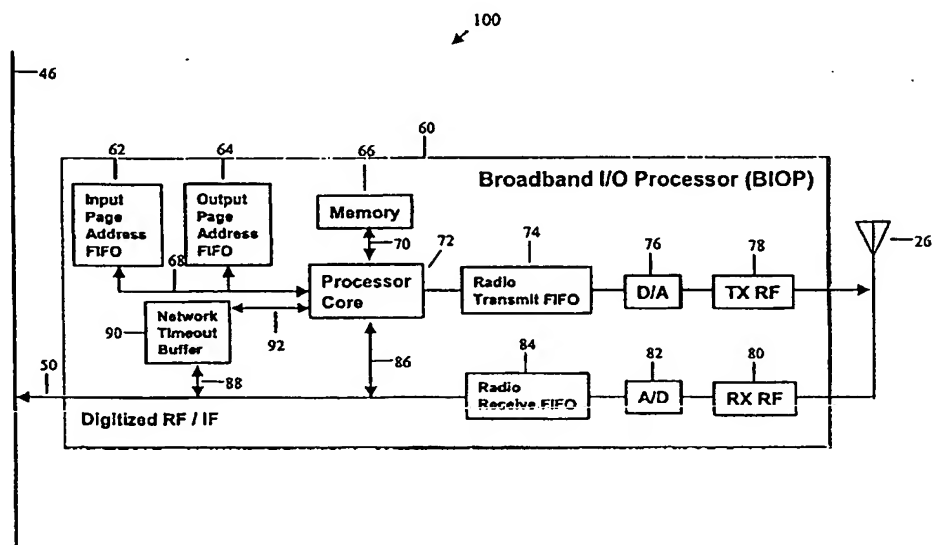 100
46
62
64
60
66
Broadband I/O Processor (BIOP)
Input
Page
Address
FIFO
Output
Page
Address
FIFO
Memory
26
68
70
72
74
76
78
Processor
Core
Radio
Transmit FIFO
D/A
TX RF
90
Network
Timeout
Buffer
92
86
84
82
80
50
88
Radio
Receive FIFO
A/D
RX RF
Digitized RF / IF